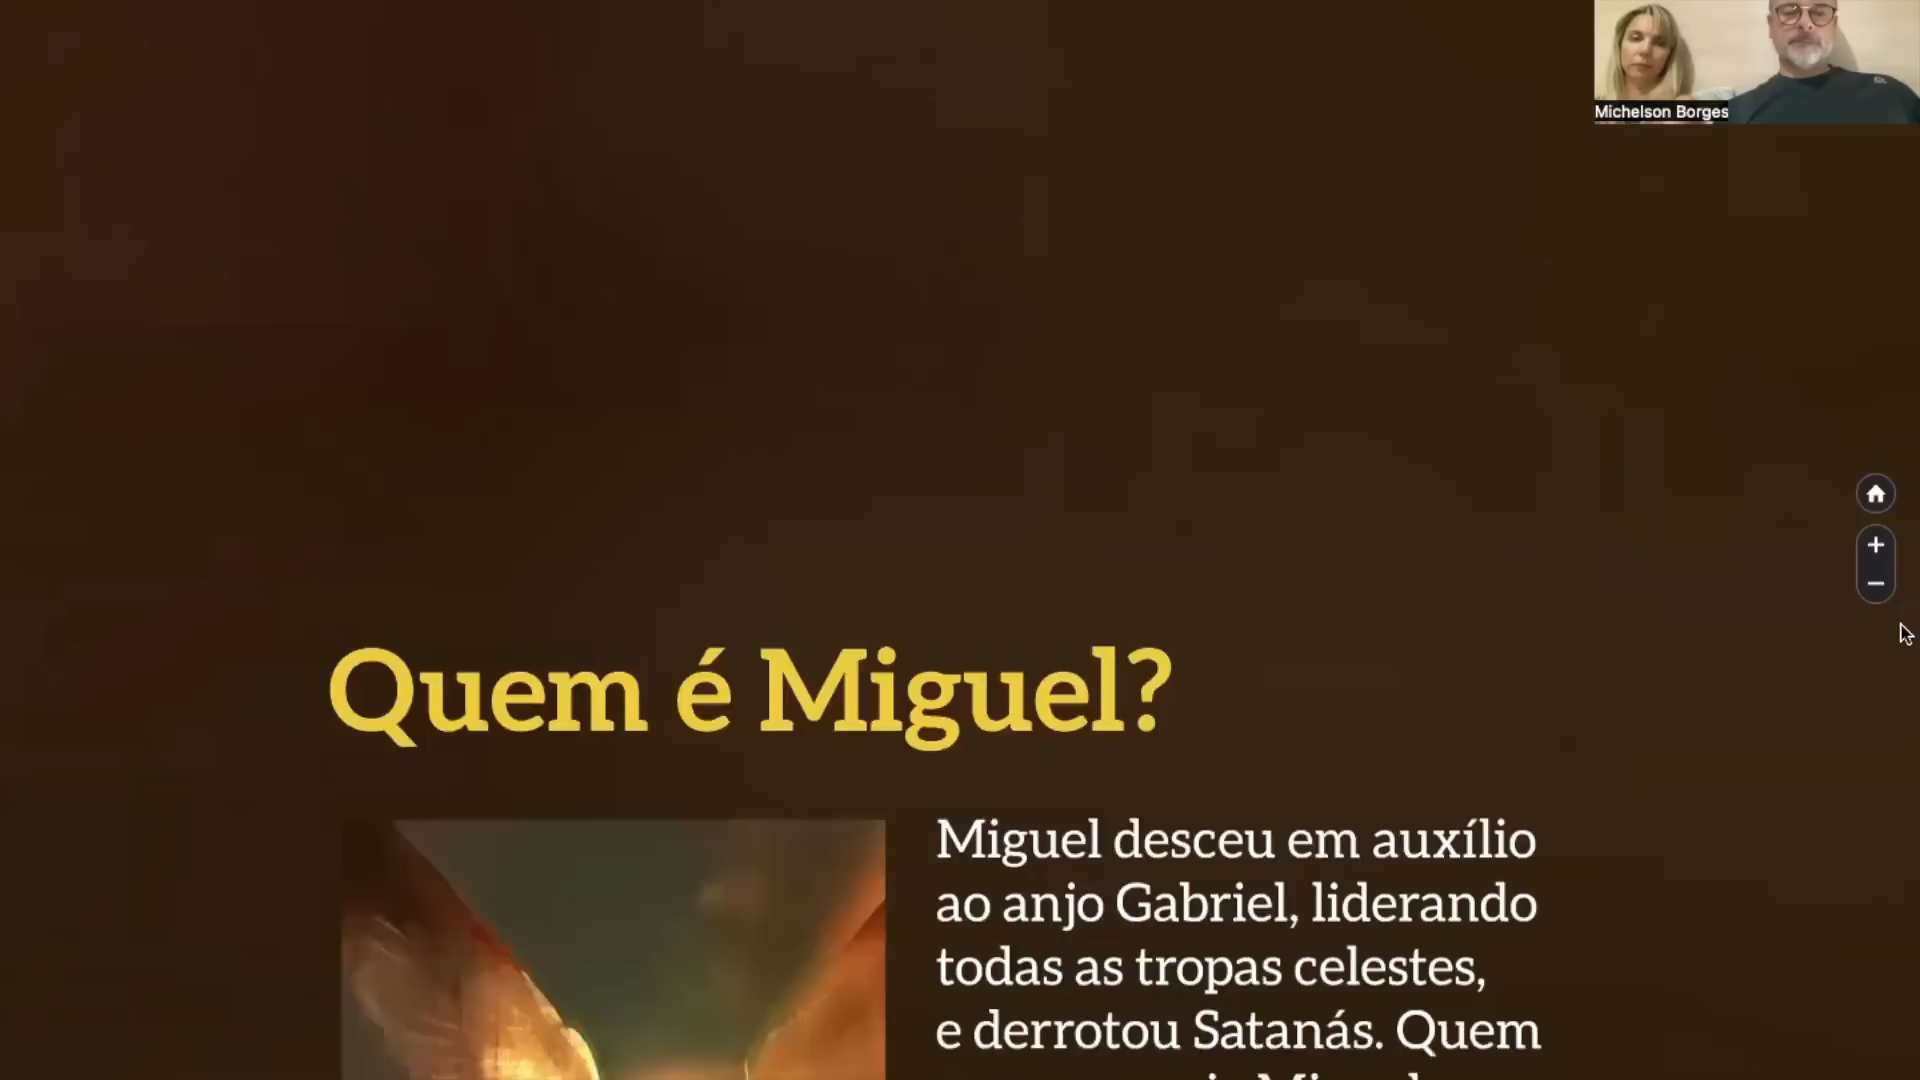 Michelson Borges
Quem é Miguel?
Miguel desceu em auxílio
ao anjo Gabriel, liderando
todas as tropas celestes,
e derrotou Satanás. Quem